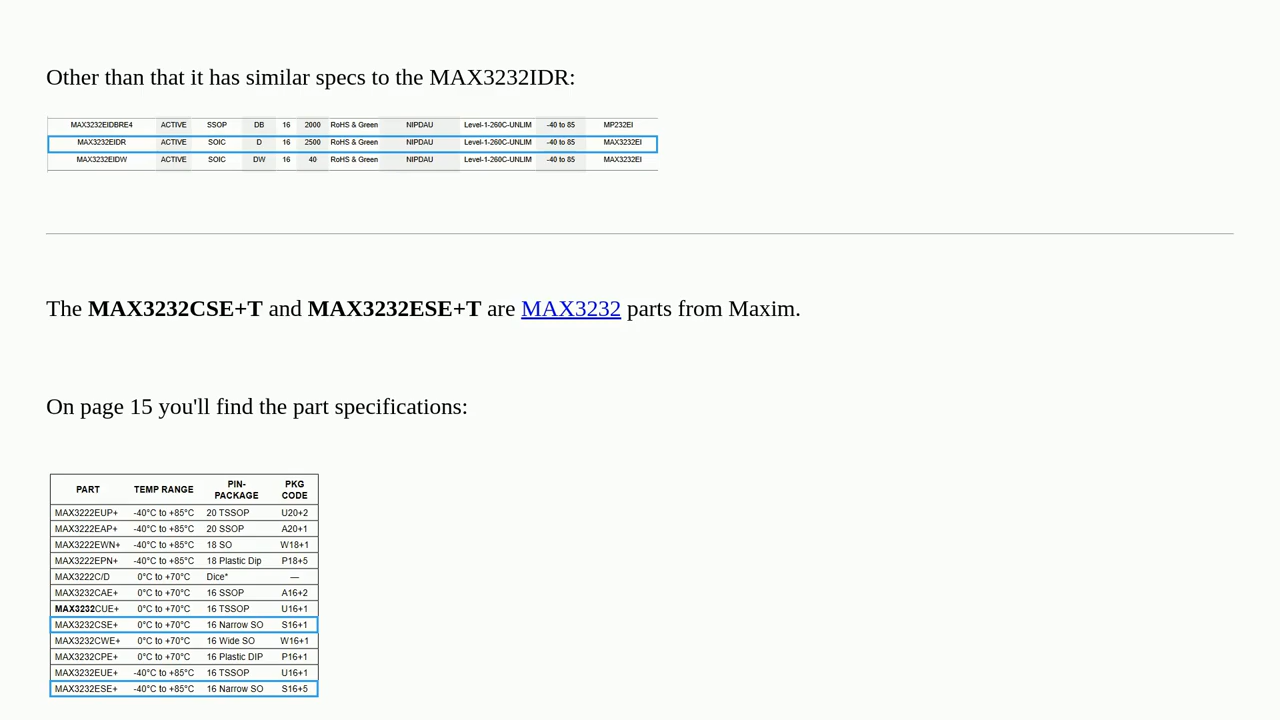 Other than that it has similar specs to the MAX3232IDR:
MAX3232EIDBRE4 ACTIVE SSOP DB 16 2000 RoHS & Green NIPDAU Level-1-260C-UNLIM -40 to 85 MP232EI
MAX3232EIDR ACTIVE SOIC D 16 2500 RoHS & Green NIPDAU Level-1-260C-UNLIM -40 to 85 MAX3232EI
MAX3232EIDW ACTIVE SOIC DW 16 40 RoHS & Green NIPDAU Level-1-260C-UNLIM -40 to 85 MAX3232EI
The MAX3232CSE+T and MAX3232ESE+T are MAX3232 parts from Maxim.
On page 15 you'll find the part specifications:
PART TEMP RANGE PIN-PACKAGE PKG CODE
MAX3222EUP+ -40°C to +85°C 20 TSSOP U20+2
MAX3222EAP+ -40°C to +85°C 20 SSOP A20+1
MAX3222EWN+ -40°C to +85°C 18 SO W18+1
MAX3222EPN+ -40°C to +85°C 18 Plastic Dip P18+5
MAX3222C/D 0°C to +70°C Dice* —
MAX3232CAE+ 0°C to +70°C 16 SSOP A16+2
MAX3232CUE+ 0°C to +70°C 16 TSSOP U16+1
MAX3232CSE+ 0°C to +70°C 16 Narrow SO S16+1
MAX3232CWE+ 0°C to +70°C 16 Wide SO W16+1
MAX3232CPE+ 0°C to +70°C 16 Plastic DIP P16+1
MAX3232EUE+ -40°C to +85°C 16 TSSOP U16+1
MAX3232ESE+ -40°C to +85°C 16 Narrow SO S16+5